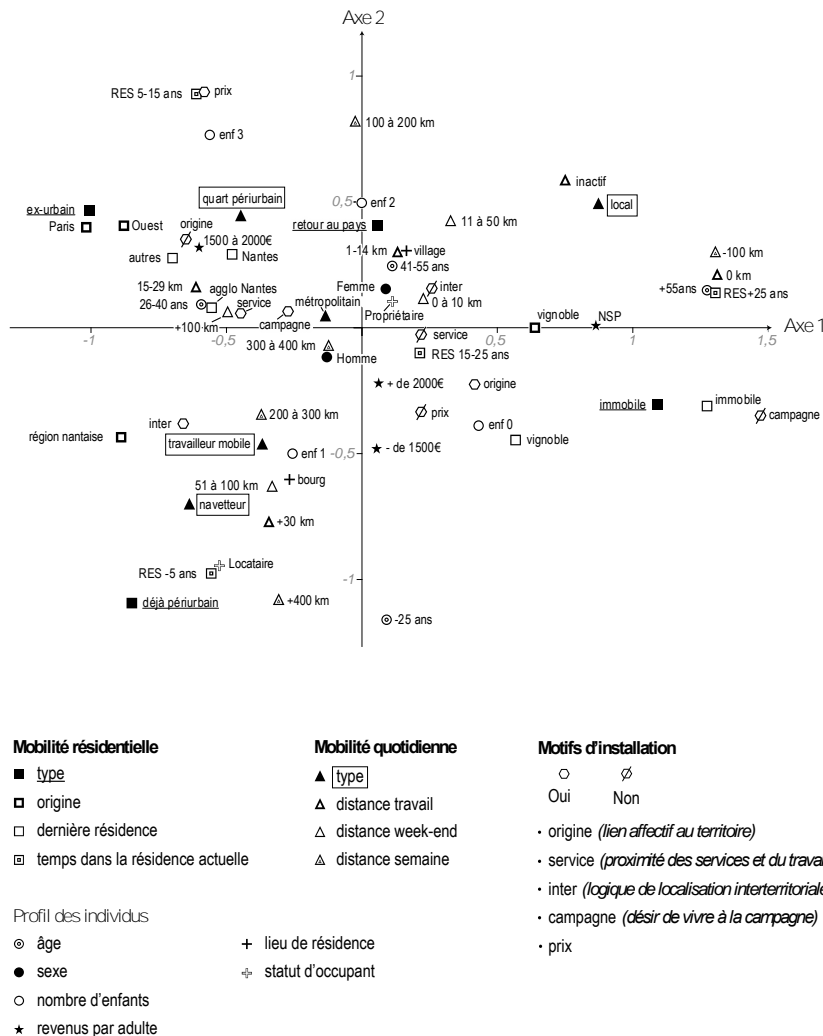 Axe 2
1
RES 5-15 ans prix
100 à 200 km
enf 3
inactif
quart périurbain
0,5 enf 2
local
ex-urbain
retour au pays
11 à 50 km
Paris Ouest origine
1500 à 2000€
autres Nantes
1-14 km village
-100 km
41-55 ans
0 km
15-29 km agglo Nantes
Femme inter
+55ans RES+25 ans
26-40 ans service
métropolitain
0 à 10 km
+100km campagne
Propriétaire
vignoble NSP
Axe 1
-1 -0,5 0,5 1 1,5
service
300 à 400 km
Homme
RES 15-25 ans
+ de 2000€ origine
immobile immobile
200 à 300 km
prix
campagne
inter
enf 0
région nantaise
travailleur mobile
vignoble
enf 1 -0,5 - de 1500€
51 à 100 km bourg
navetteur
+30 km
Locataire
RES -5 ans
-1
déjà périurbain
+400 km
-25 ans
Mobilité résidentielle
type
origine
dernière résidence
temps dans la résidence actuelle
Mobilité quotidienne
type
distance travail
distance week-end
distance semaine
Motifs d'installation
Oui Non
• origine (lien affectif au territoire)
• service (proximité des services et du travai
• inter (logique de localisation interterritoriale
• campagne (désir de vivre à la campagne)
• prix
Profil des individus
âge
sexe
nombre d'enfants
revenus par adulte
lieu de résidence
statut d'occupant